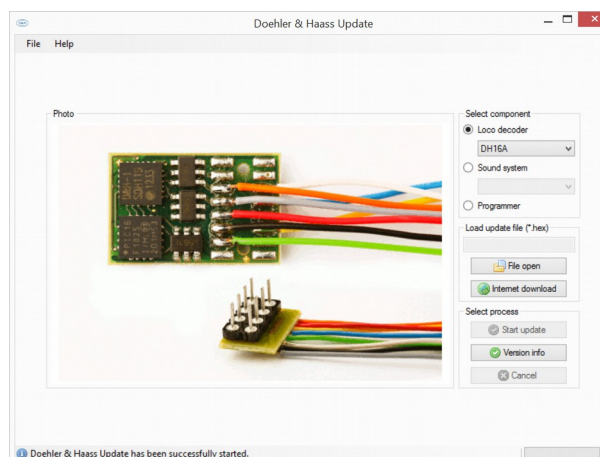 Doehler & Haass Update
File Help
Photo
Select component
Loco decoder
DH16A
Sound system
Programmer
Load update file (*.hex)
File open
Internet download
Select process
Start update
Version info
Cancel
Doehler & Haass Update has been successfully started.